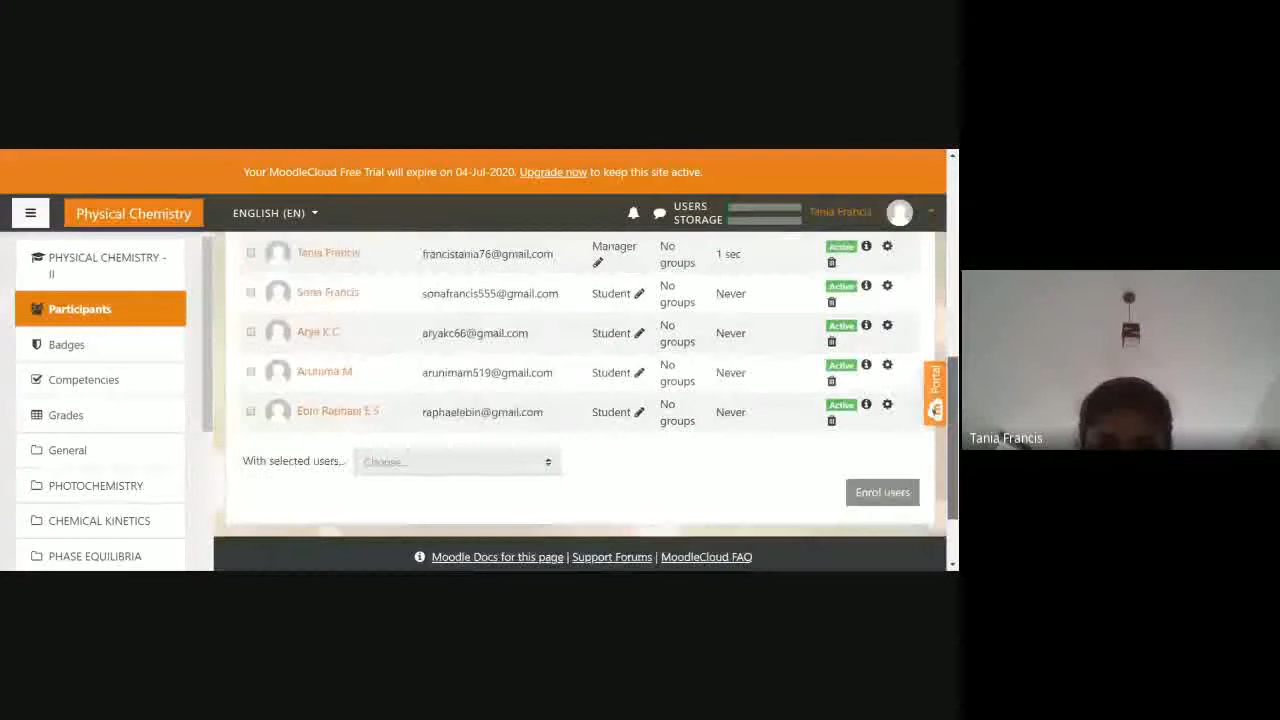 Your MoodleCloud Free Trial will expire on 04-Jul-2020. Upgrade now to keep this site active.
Physical Chemistry
ENGLISH (EN)
USERS
STORAGE
Tania Francis
PHYSICAL CHEMISTRY -
II
Participants
Badges
Competencies
Grades
General
PHOTOCHEMISTRY
CHEMICAL KINETICS
PHASE EQUILIBRIA
Tania Francis francistania76@gmail.com Manager No groups 1 sec Active
Sona Francis sonafrancis555@gmail.com Student No groups Never Active
Arya K C aryakc66@gmail.com Student No groups Never Active
Arunima M arunimam519@gmail.com Student No groups Never Active
Ebin Raphael E S raphaelebin@gmail.com Student No groups Never Active
With selected users... Choose...
Enrol users
Portal
Moodle Docs for this page | Support Forums | MoodleCloud FAQ
Tania Francis